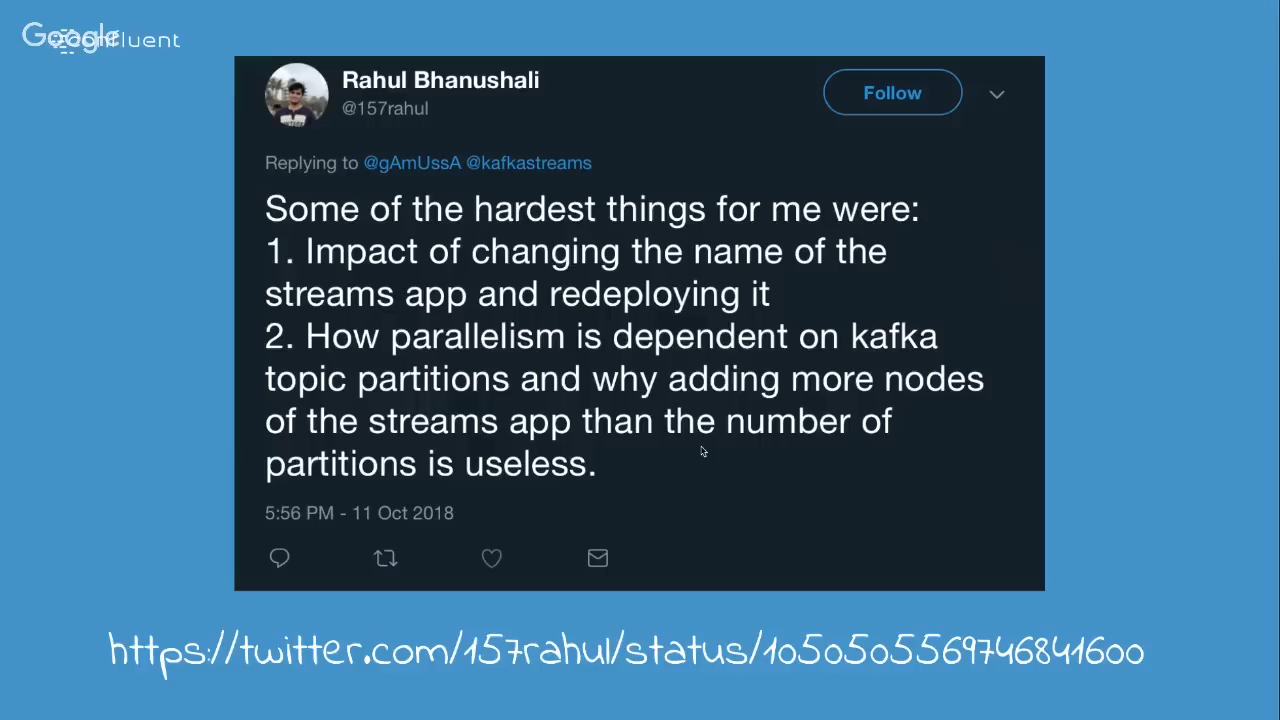 Google
confluent
Rahul Bhanushali
@157rahul
Follow
Replying to @gAmUssA @kafkastreams
Some of the hardest things for me were:
1. Impact of changing the name of the
streams app and redeploying it
2. How parallelism is dependent on kafka
topic partitions and why adding more nodes
of the streams app than the number of
partitions is useless.
5:56 PM - 11 Oct 2018
https://twitter.com/157rahul/status/1050505569746841600